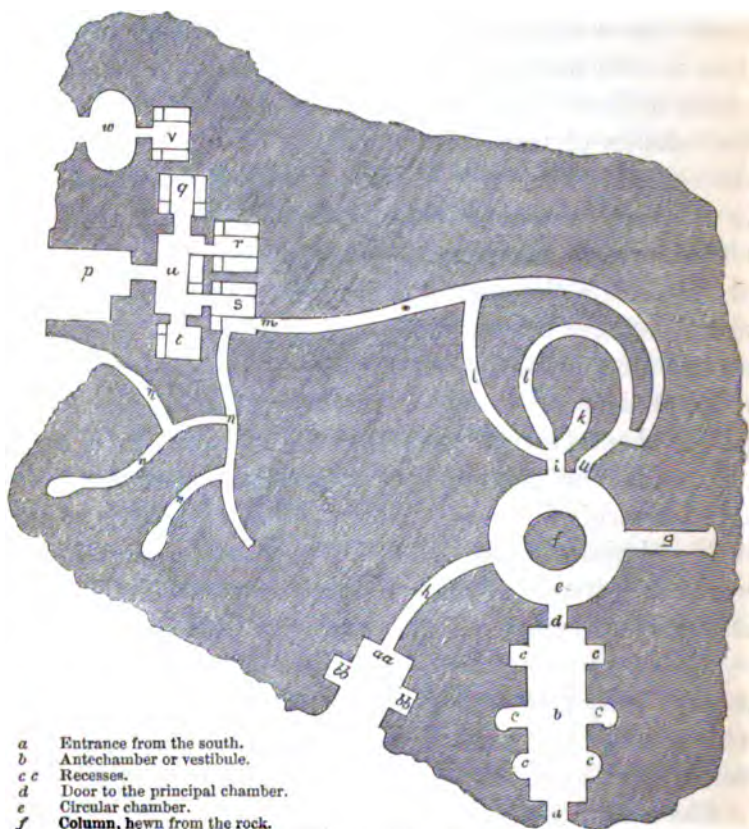 w
v
q
r
p
u
s
m
t
l
l
k
n
n
n
n
i
f
g
e
h
d
aa
bb
bb
c
c
c
b
c
c
c
a
a Entrance from the south.
b Antechamber or vestibule.
c c Recesses.
d Door to the principal chamber.
e Circular chamber.
f Column, hewn from the rock.